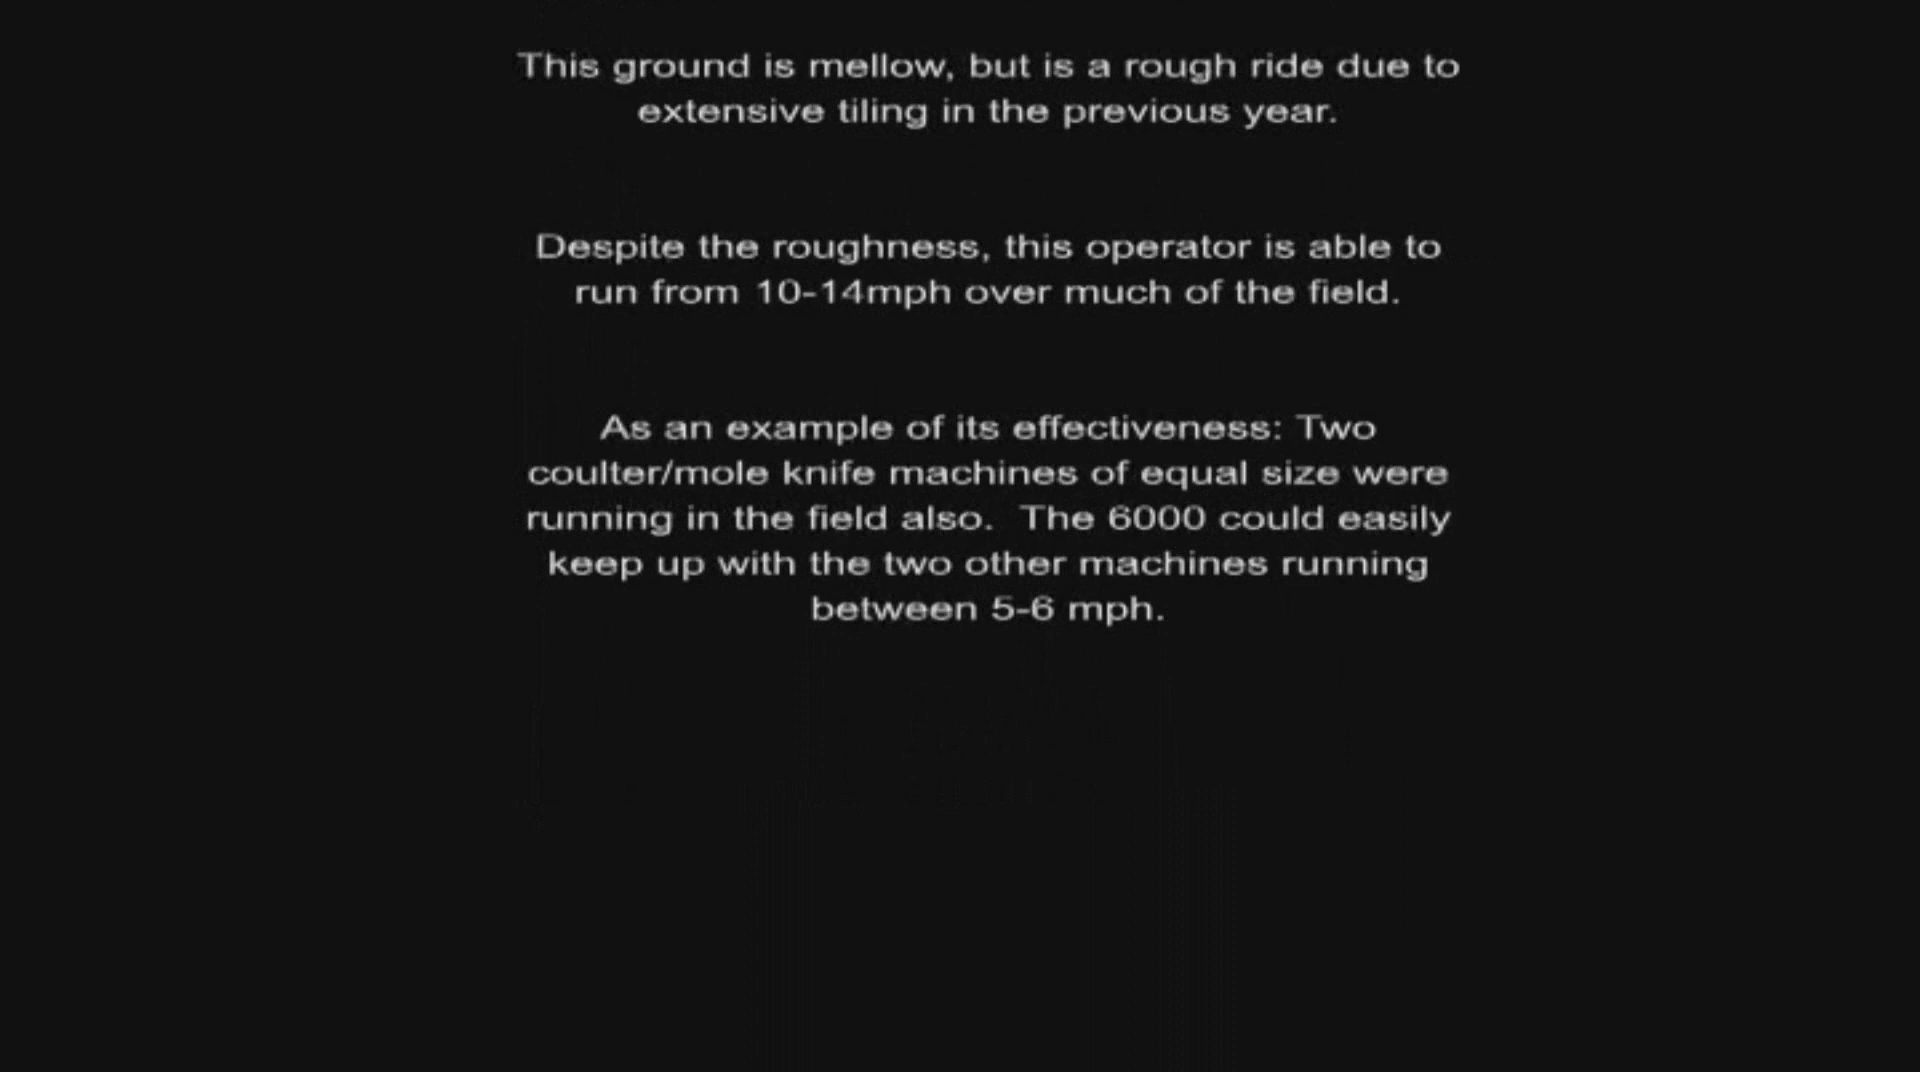 This ground is mellow, but is a rough ride due to
extensive tiling in the previous year.
Despite the roughness, this operator is able to
run from 10-14mph over much of the field.
As an example of its effectiveness: Two
coulter/mole knife machines of equal size were
running in the field also.  The 6000 could easily
keep up with the two other machines running
between 5-6 mph.